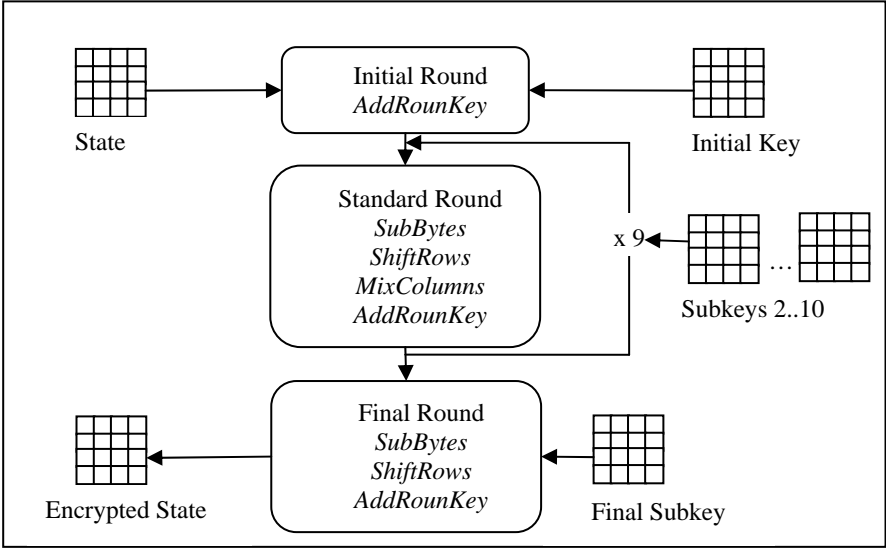 Initial Round
AddRounKey
State
Initial Key
Standard Round
SubBytes
ShiftRows
MixColumns
AddRounKey
x 9
...
Subkeys 2..10
Final Round
SubBytes
ShiftRows
AddRounKey
Encrypted State
Final Subkey